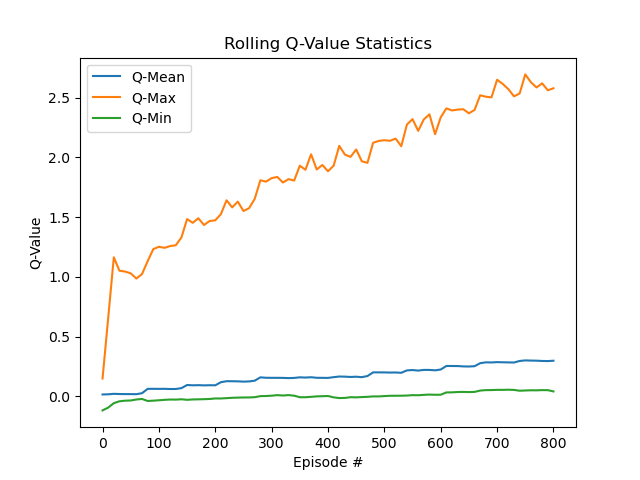 Rolling Q-Value Statistics
Q-Mean
Q-Max
Q-Min
Q-Value
2.5
2.0
1.5
1.0
0.5
0.0
0 100 200 300 400 500 600 700 800
Episode #